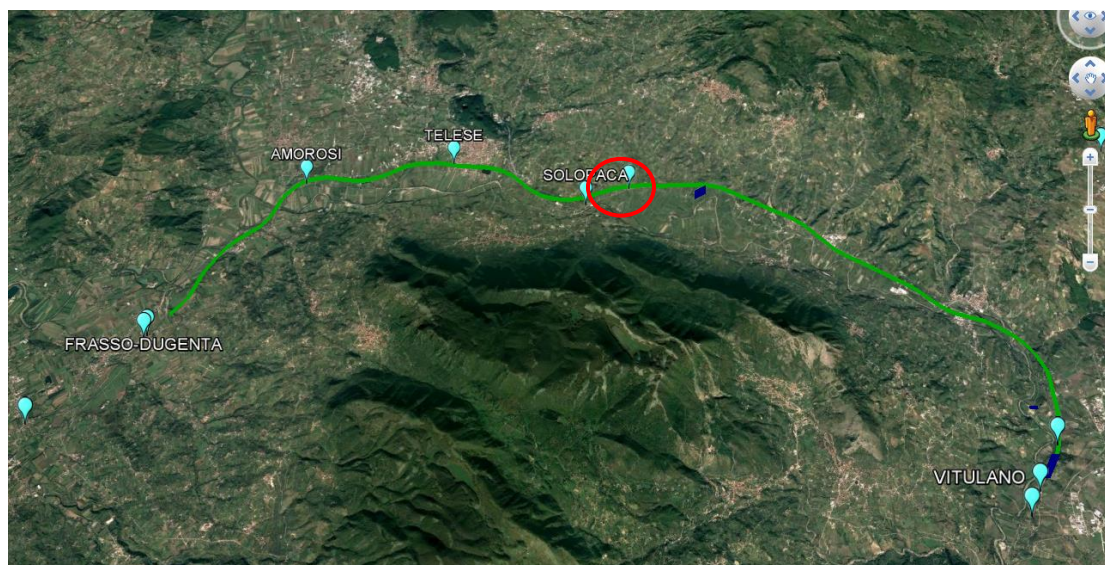 TELESE
AMOROSI
SOLOPACA
FRASSO-DUGENTA
VITULANO